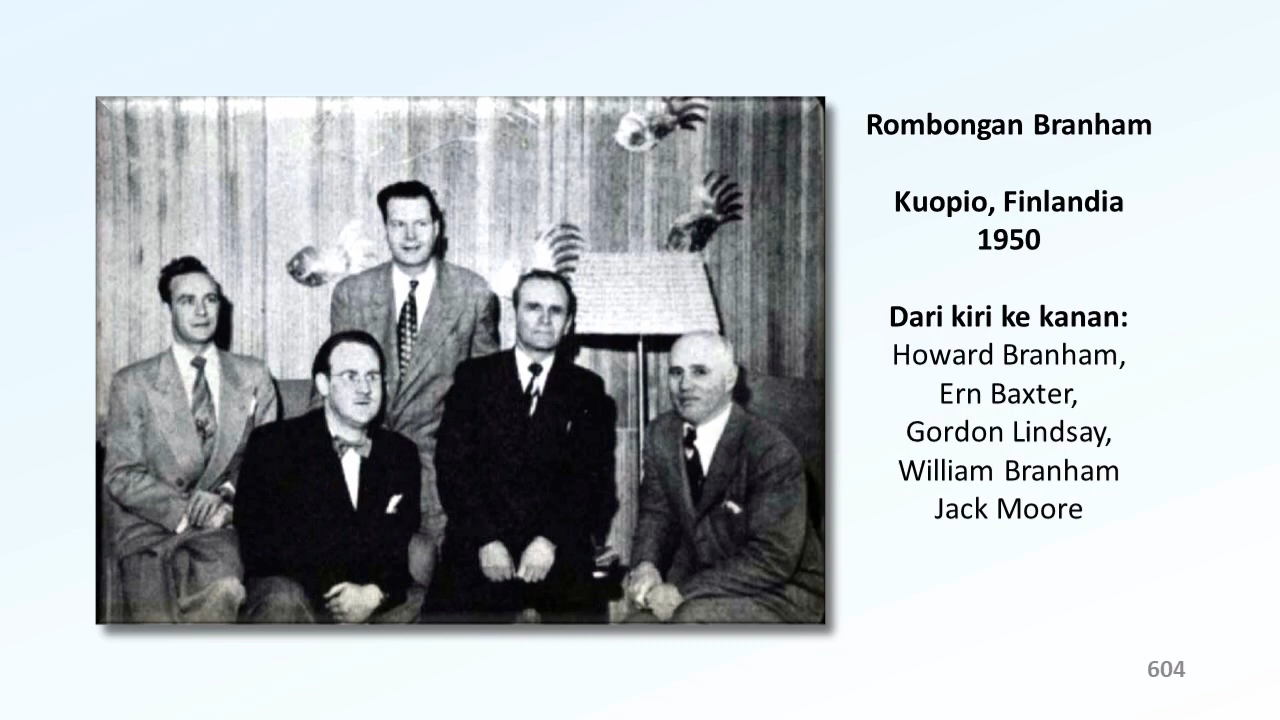 Rombongan Branham
Kuopio, Finlandia
1950
Dari kiri ke kanan:
Howard Branham,
Ern Baxter,
Gordon Lindsay,
William Branham
Jack Moore
604